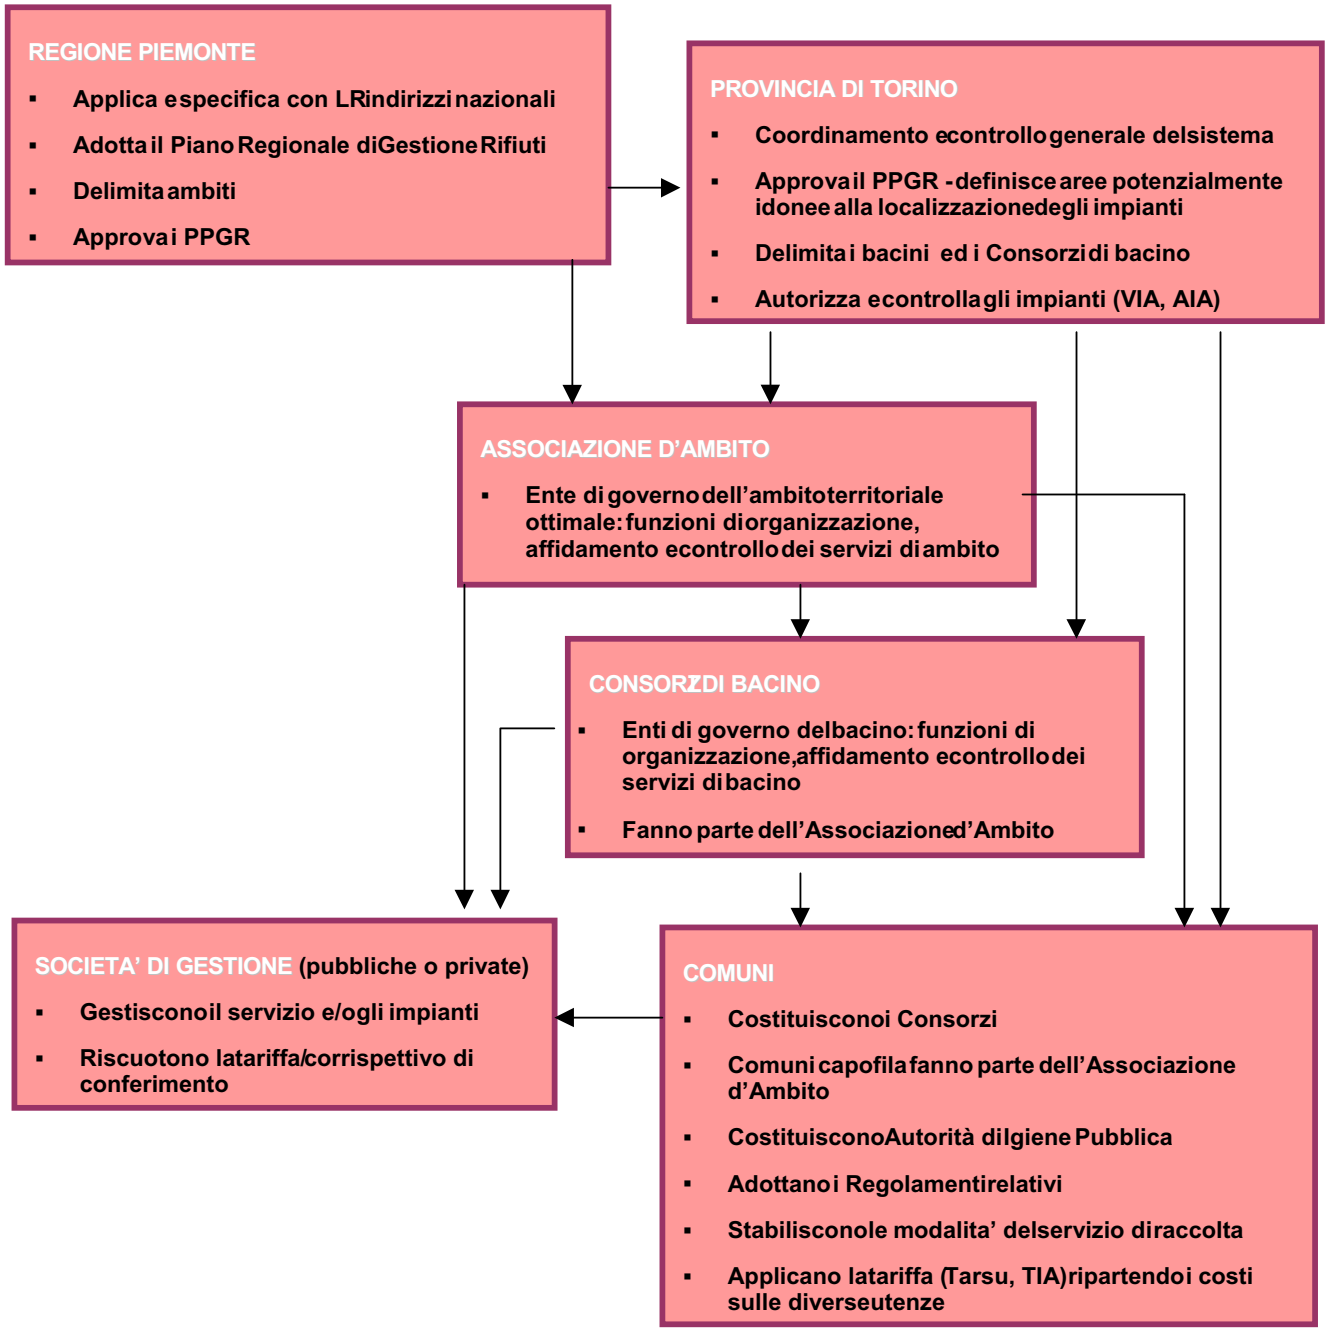 REGIONE PIEMONTE
▪ Applica e specifica con LR indirizzi nazionali
▪ Adotta il Piano Regionale di Gestione Rifiuti
▪ Delimita ambiti
▪ Approva i PPGR
PROVINCIA DI TORINO
▪ Coordinamento e controllo generale del sistema
▪ Approva il PPGR - definisce aree potenzialmente
idonee alla localizzazione degli impianti
▪ Delimita i bacini ed i Consorzi di bacino
▪ Autorizza e controlla gli impianti (VIA, AIA)
ASSOCIAZIONE D’AMBITO
▪ Ente di governo dell’ambito territoriale
ottimale: funzioni di organizzazione,
affidamento e controllo dei servizi di ambito
CONSORZI DI BACINO
▪ Enti di governo del bacino: funzioni di
organizzazione, affidamento e controllo dei
servizi di bacino
▪ Fanno parte dell’Associazione d’Ambito
SOCIETA’ DI GESTIONE (pubbliche o private)
▪ Gestiscono il servizio e/o gli impianti
▪ Riscuotono la tariffa/corrispettivo di
conferimento
COMUNI
▪ Costituiscono i Consorzi
▪ Comuni capofila fanno parte dell’Associazione
d’Ambito
▪ Costituiscono Autorità di Igiene Pubblica
▪ Adottano i Regolamenti relativi
▪ Stabiliscono le modalita’ del servizio di raccolta
▪ Applicano la tariffa (Tarsu, TIA) ripartendo i costi
sulle diverse utenze